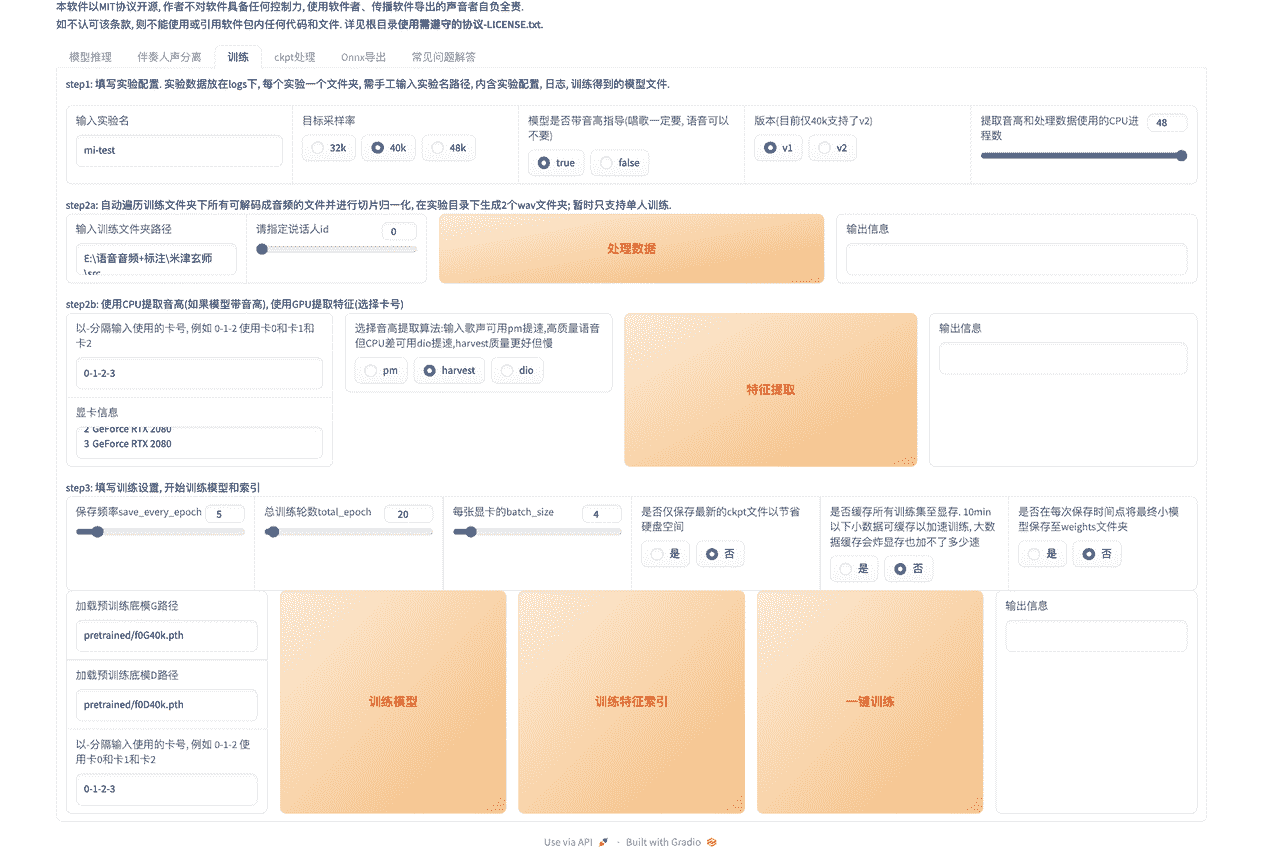 本软件以MIT协议开源, 作者不对软件具备任何控制力, 使用软件者、传播软件导出的声音者自负全责.
如不认可该条款, 则不能使用或引用软件包内任何代码和文件. 详见根目录使用需遵守的协议-LICENSE.txt.
模型推理 伴奏人声分离 训练 ckpt处理 Onnx导出 常见问题解答
step1: 填写实验配置. 实验数据放在logs下, 每个实验一个文件夹, 需手工输入实验名路径, 内含实验配置, 日志, 训练得到的模型文件.
输入实验名
mi-test
目标采样率
32k 40k 48k
模型是否带音高指导(唱歌一定要, 语音可以
不要)
true false
版本(目前仅40k支持了v2)
v1 v2
提取音高和处理数据使用的CPU进
程数
48
step2a: 自动遍历训练文件夹下所有可解码成音频的文件并进行切片归一化, 在实验目录下生成2个wav文件夹; 暂时只支持单人训练.
输入训练文件夹路径
E:\语音音频+标注\米津玄师
\src
请指定说话人id
0
处理数据
输出信息
step2b: 使用CPU提取音高(如果模型带音高), 使用GPU提取特征(选择卡号)
以-分隔输入使用的卡号, 例如 0-1-2 使用卡0和卡1和
卡2
0-1-2-3
显卡信息
2 GeForce RTX 2080
3 GeForce RTX 2080
选择音高提取算法:输入歌声可用pm提速,高质量语音
但CPU差可用dio提速,harvest质量更好但慢
pm harvest dio
特征提取
输出信息
step3: 填写训练设置, 开始训练模型和索引
保存频率save_every_epoch
5
总训练轮数total_epoch
20
每张显卡的batch_size
4
是否仅保存最新的ckpt文件以节省
硬盘空间
是 否
是否缓存所有训练集至显存. 10min
以下小数据可缓存以加速训练, 大数
据缓存会炸显存也加不了多少速
是 否
是否在每次保存时间点将最终小模
型保存至weights文件夹
是 否
加载预训练底模G路径
pretrained/f0G40k.pth
加载预训练底模D路径
pretrained/f0D40k.pth
以-分隔输入使用的卡号, 例如 0-1-2 使
用卡0和卡1和卡2
0-1-2-3
训练模型
训练特征索引
一键训练
输出信息
Use via API · Built with Gradio